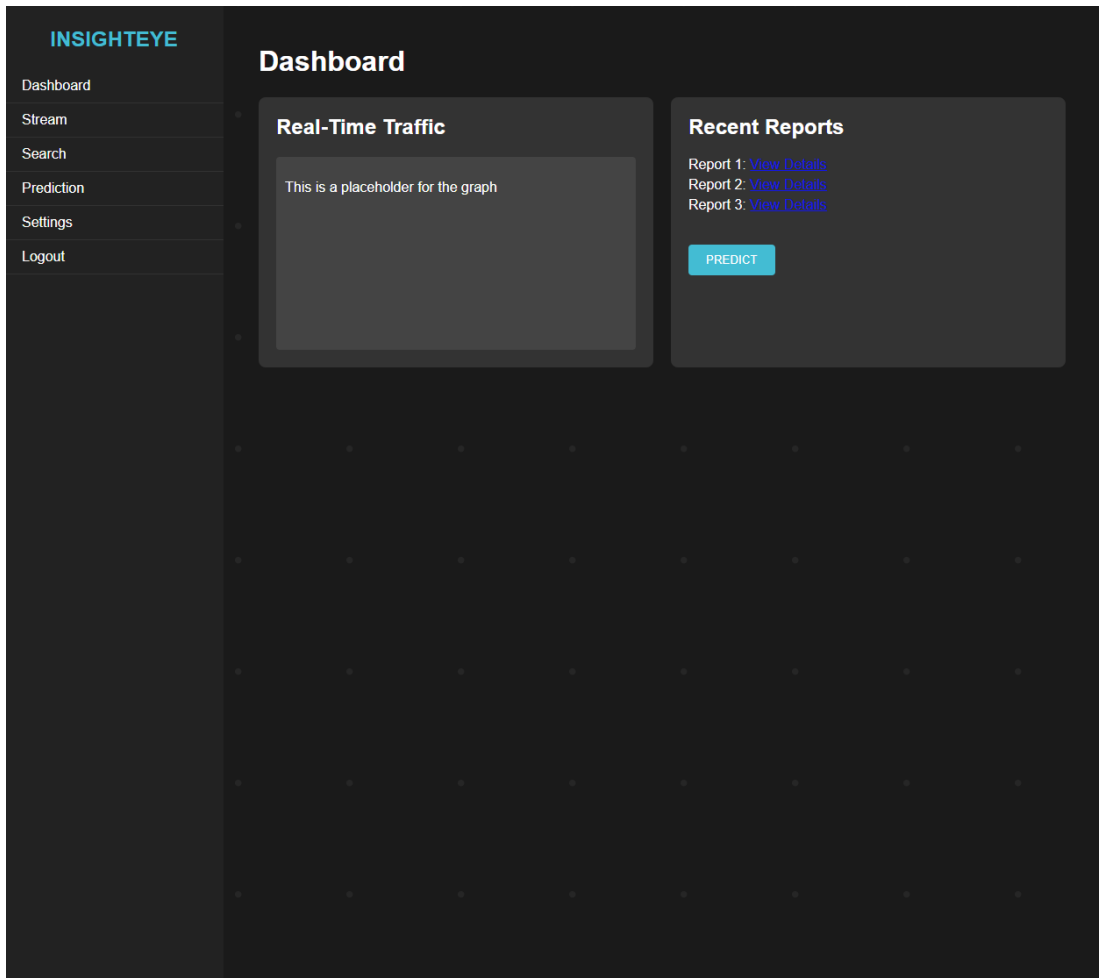 INSIGHTEYE
Dashboard
Stream
Search
Prediction
Settings
Logout
Dashboard
Real-Time Traffic
This is a placeholder for the graph
Recent Reports
Report 1: View Details
Report 2: View Details
Report 3: View Details
PREDICT